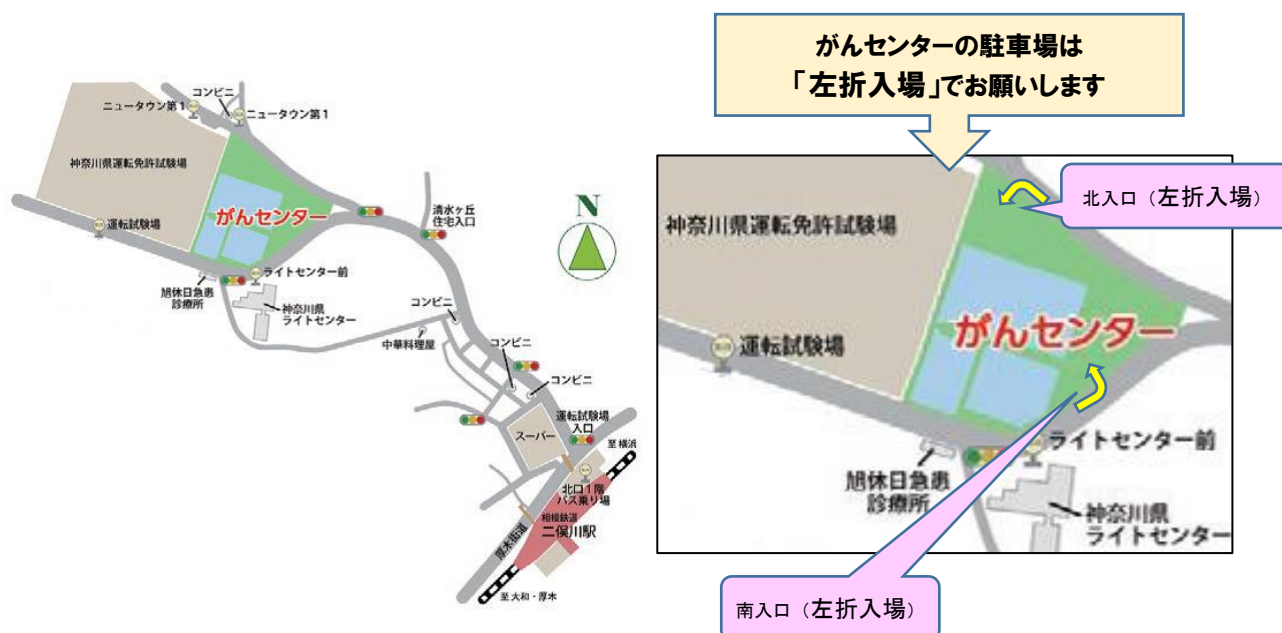 がんセンターの駐車場は
「左折入場」でお願いします
コンビニ
ニュータウン第1
ニュータウン第1
神奈川県運転免許試験場
がんセンター
運転試験場
清水ヶ丘
住宅入口
N
ライトセンター前
旭休日急患
診療所
神奈川県
ライトセンター
コンビニ
中華料理屋
コンビニ
コンビニ
運転試験場
入口
スーパー
至横浜
北口1階
バス乗り場
相模鉄道
二俣川駅
厚木街道
至大和・厚木
北入口（左折入場）
神奈川県運転免許試験場
がんセンター
運転試験場
ライトセンター前
旭休日急患
診療所
神奈川県
ライトセンター
南入口（左折入場）